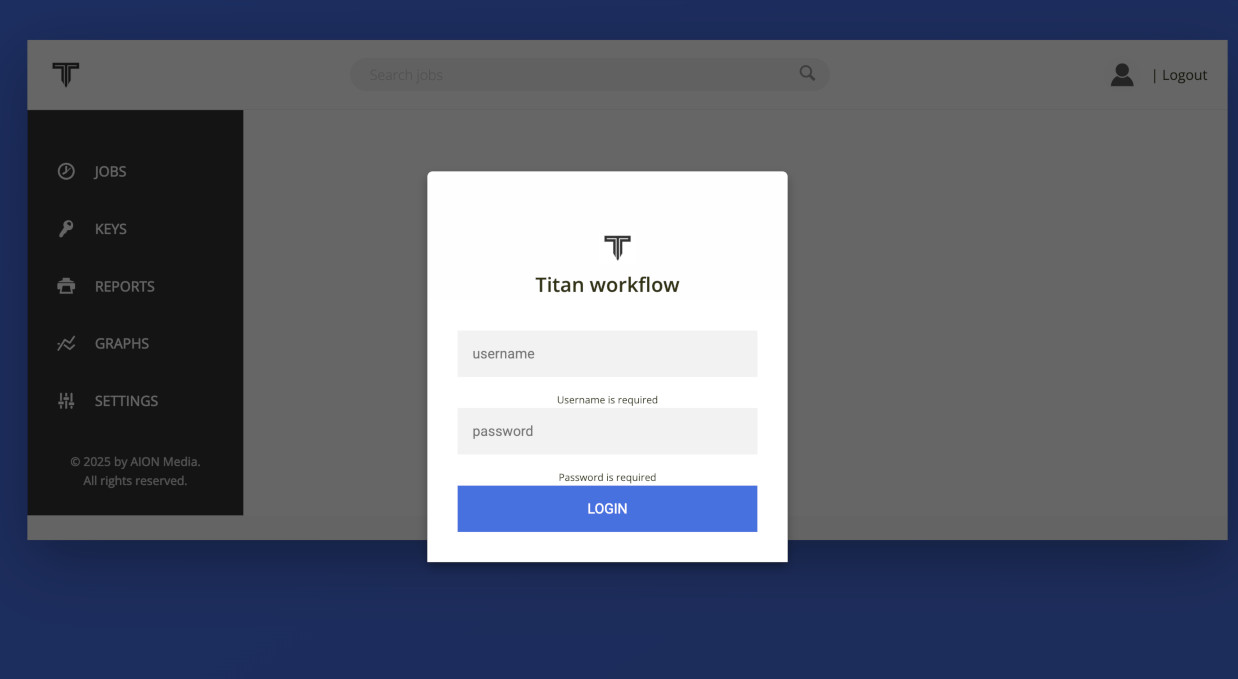 Search jobs
| Logout
JOBS
KEYS
REPORTS
GRAPHS
SETTINGS
© 2025 by AION Media.
All rights reserved.
Titan workflow
username
Username is required
password
Password is required
LOGIN